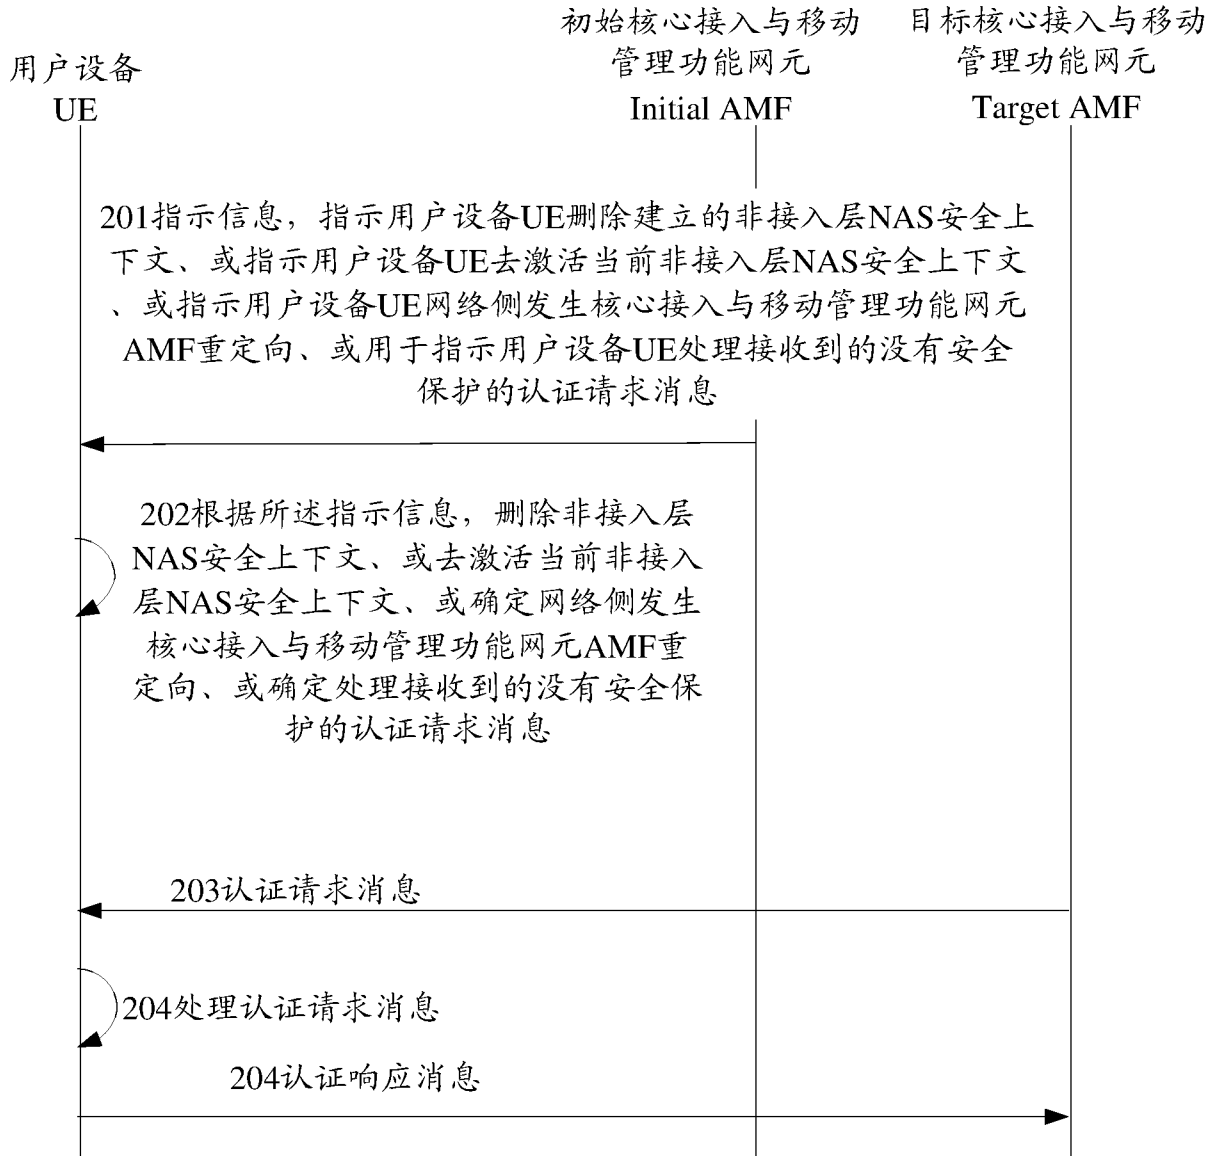 用户设备
UE
初始核心接入与移动
管理功能网元
Initial AMF
目标核心接入与移动
管理功能网元
Target AMF
201指示信息，指示用户设备UE删除建立的非接入层NAS安全上
下文、或指示用户设备UE去激活当前非接入层NAS安全上下文
、或指示用户设备UE网络侧发生核心接入与移动管理功能网元
AMF重定向、或用于指示用户设备UE处理接收到的没有安全
保护的认证请求消息
202根据所述指示信息，删除非接入层
NAS安全上下文、或去激活当前非接入
层NAS安全上下文、或确定网络侧发生
核心接入与移动管理功能网元AMF重
定向、或确定处理接收到的没有安全保
护的认证请求消息
203认证请求消息
204处理认证请求消息
204认证响应消息